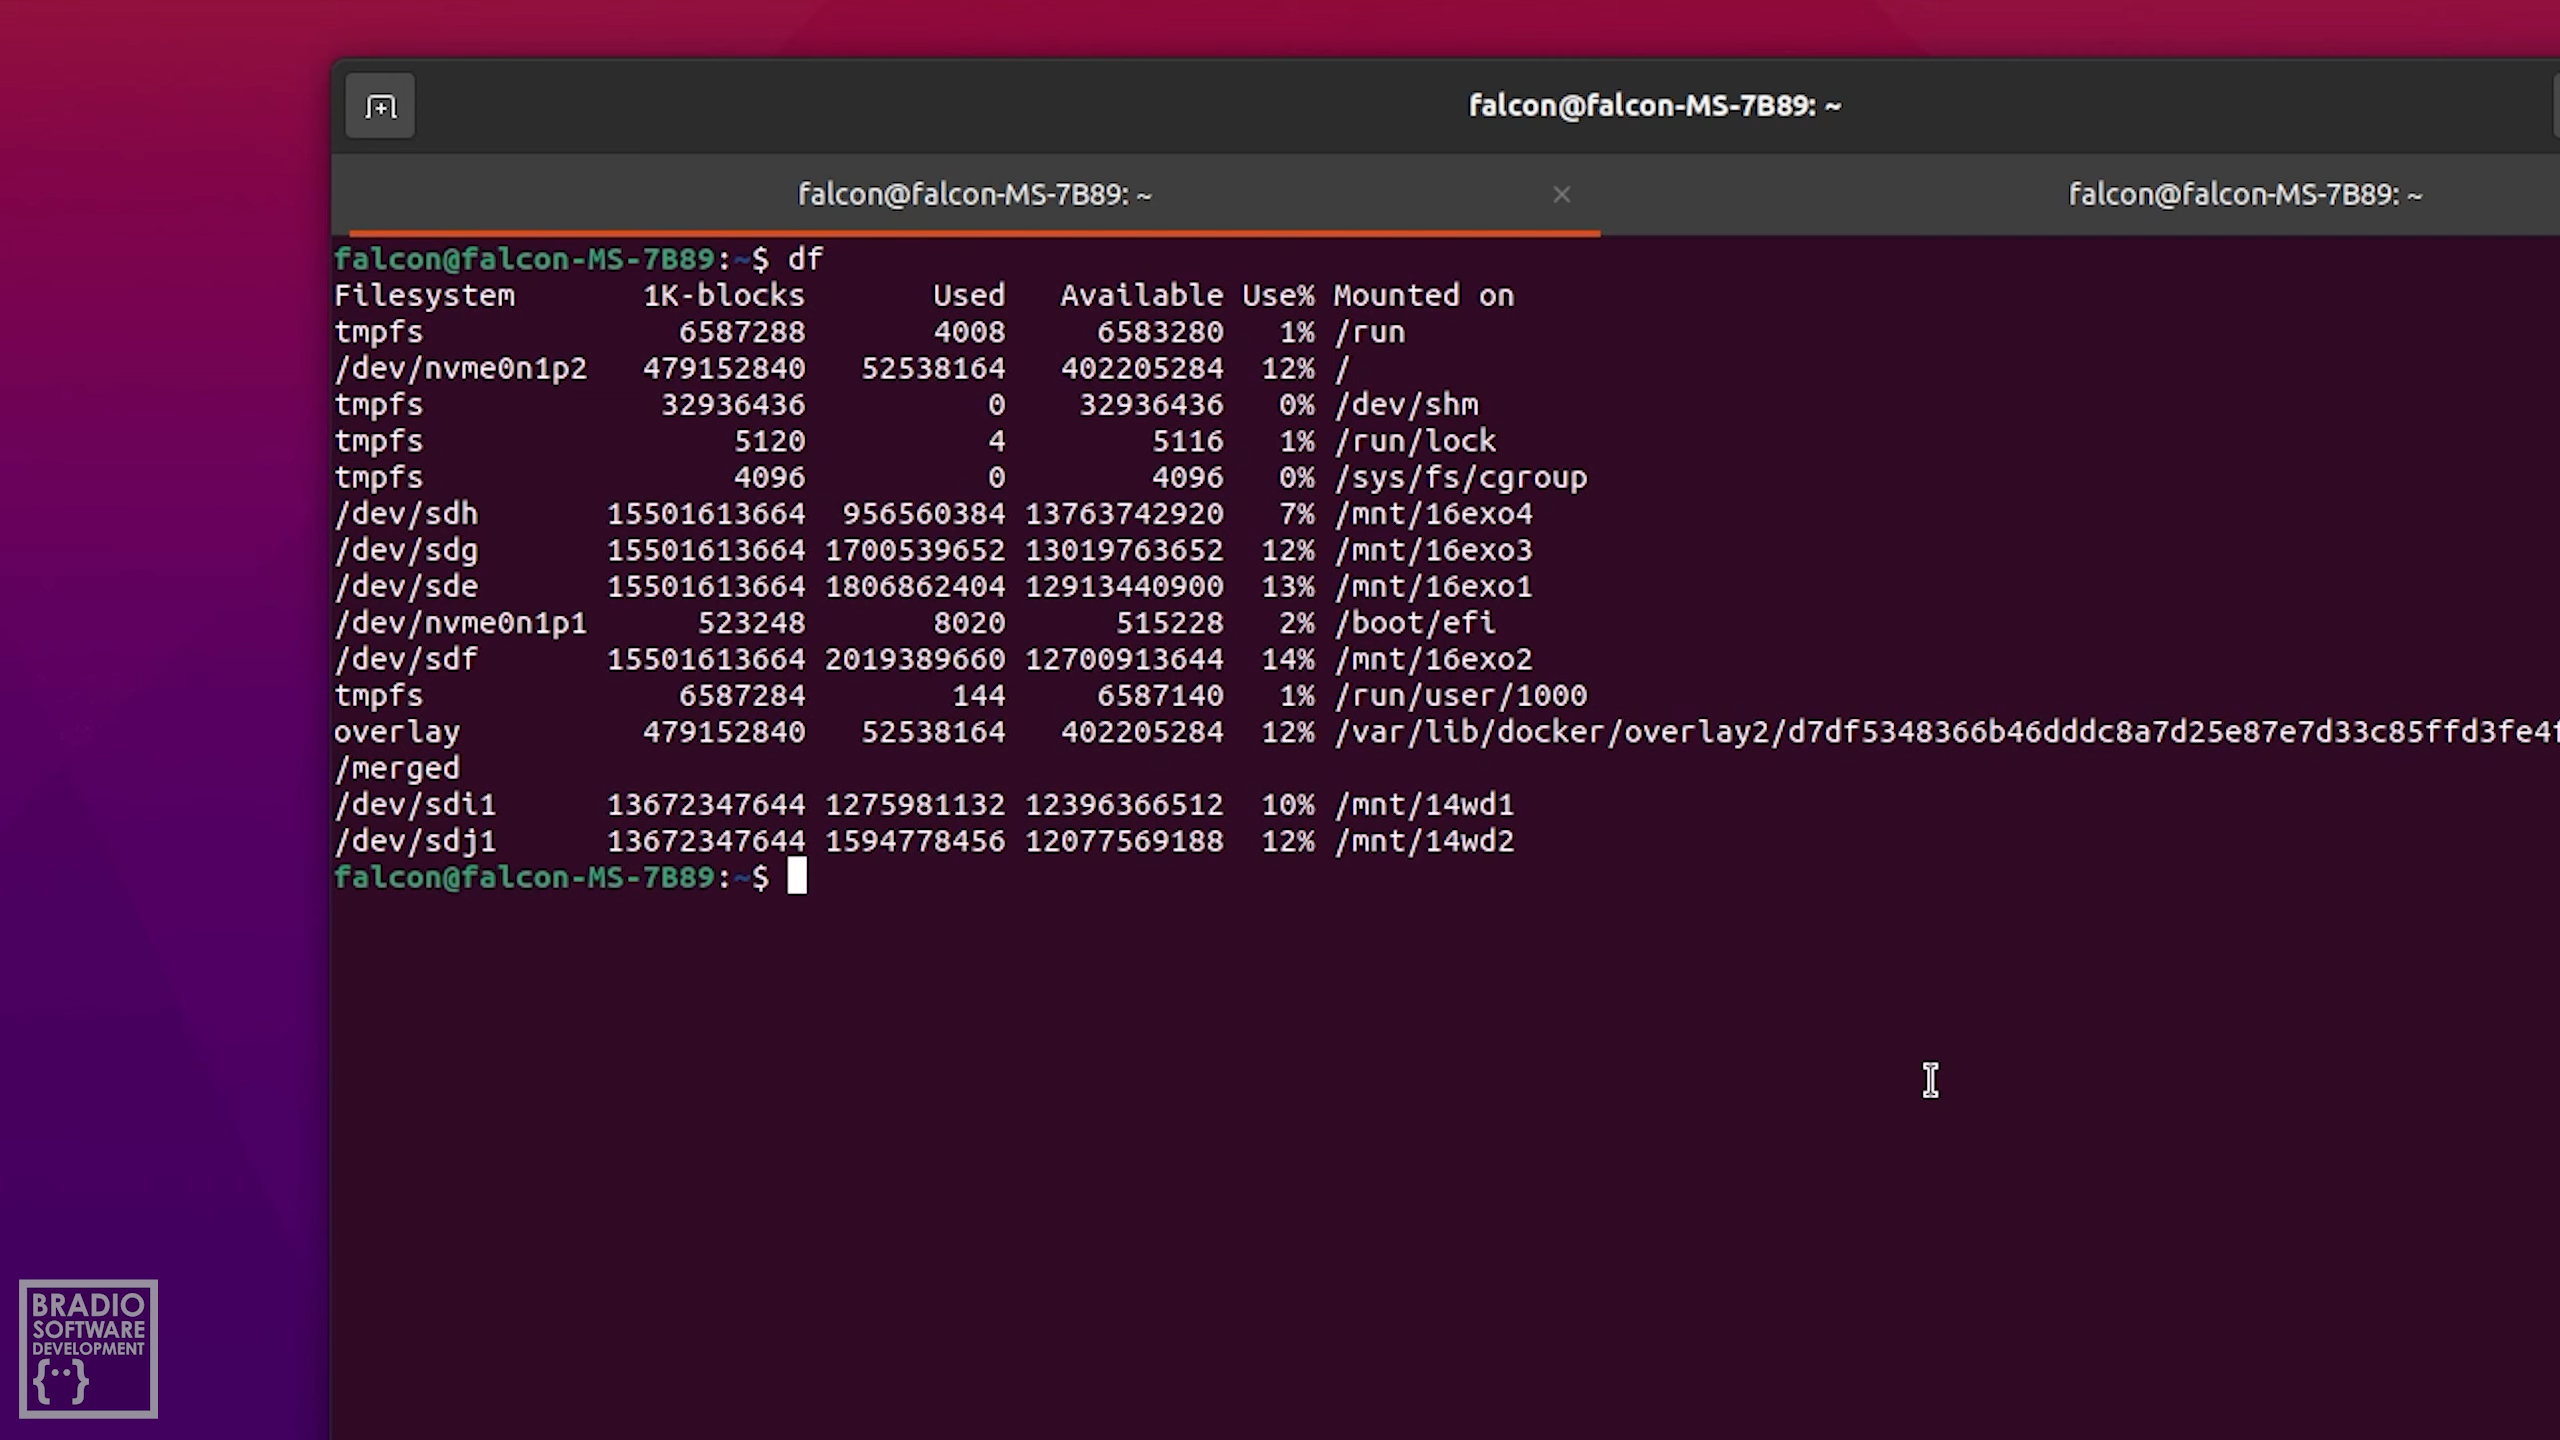 falcon@falcon-MS-7B89: ~
falcon@falcon-MS-7B89: ~ × falcon@falcon-MS-7B89: ~
falcon@falcon-MS-7B89:~$ df
Filesystem 1K-blocks Used Available Use% Mounted on
tmpfs 6587288 4008 6583280 1% /run
/dev/nvme0n1p2 479152840 52538164 402205284 12% /
tmpfs 32936436 0 32936436 0% /dev/shm
tmpfs 5120 4 5116 1% /run/lock
tmpfs 4096 0 4096 0% /sys/fs/cgroup
/dev/sdh 15501613664 956560384 13763742920 7% /mnt/16exo4
/dev/sdg 15501613664 1700539652 13019763652 12% /mnt/16exo3
/dev/sde 15501613664 1806862404 12913440900 13% /mnt/16exo1
/dev/nvme0n1p1 523248 8020 515228 2% /boot/efi
/dev/sdf 15501613664 2019389660 12700913644 14% /mnt/16exo2
tmpfs 6587284 144 6587140 1% /run/user/1000
overlay 479152840 52538164 402205284 12% /var/lib/docker/overlay2/d7df5348366b46dddc8a7d25e87e7d33c85ffd3fe4f
/merged
/dev/sdi1 13672347644 1275981132 12396366512 10% /mnt/14wd1
/dev/sdj1 13672347644 1594778456 12077569188 12% /mnt/14wd2
falcon@falcon-MS-7B89:~$
BRADIO
SOFTWARE
DEVELOPMENT
{··}